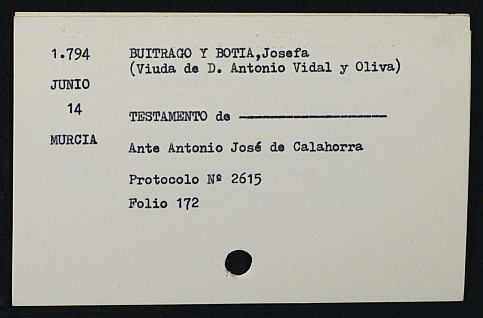 1.794
BUITRAGO Y BOTIA,Josefa
(Viuda de D. Antonio Vidal y Oliva)
JUNIO
14
TESTAMENTO de ————————————
MURCIA
Ante Antonio José de Calahorra
Protocolo Nº 2615
Folio 172